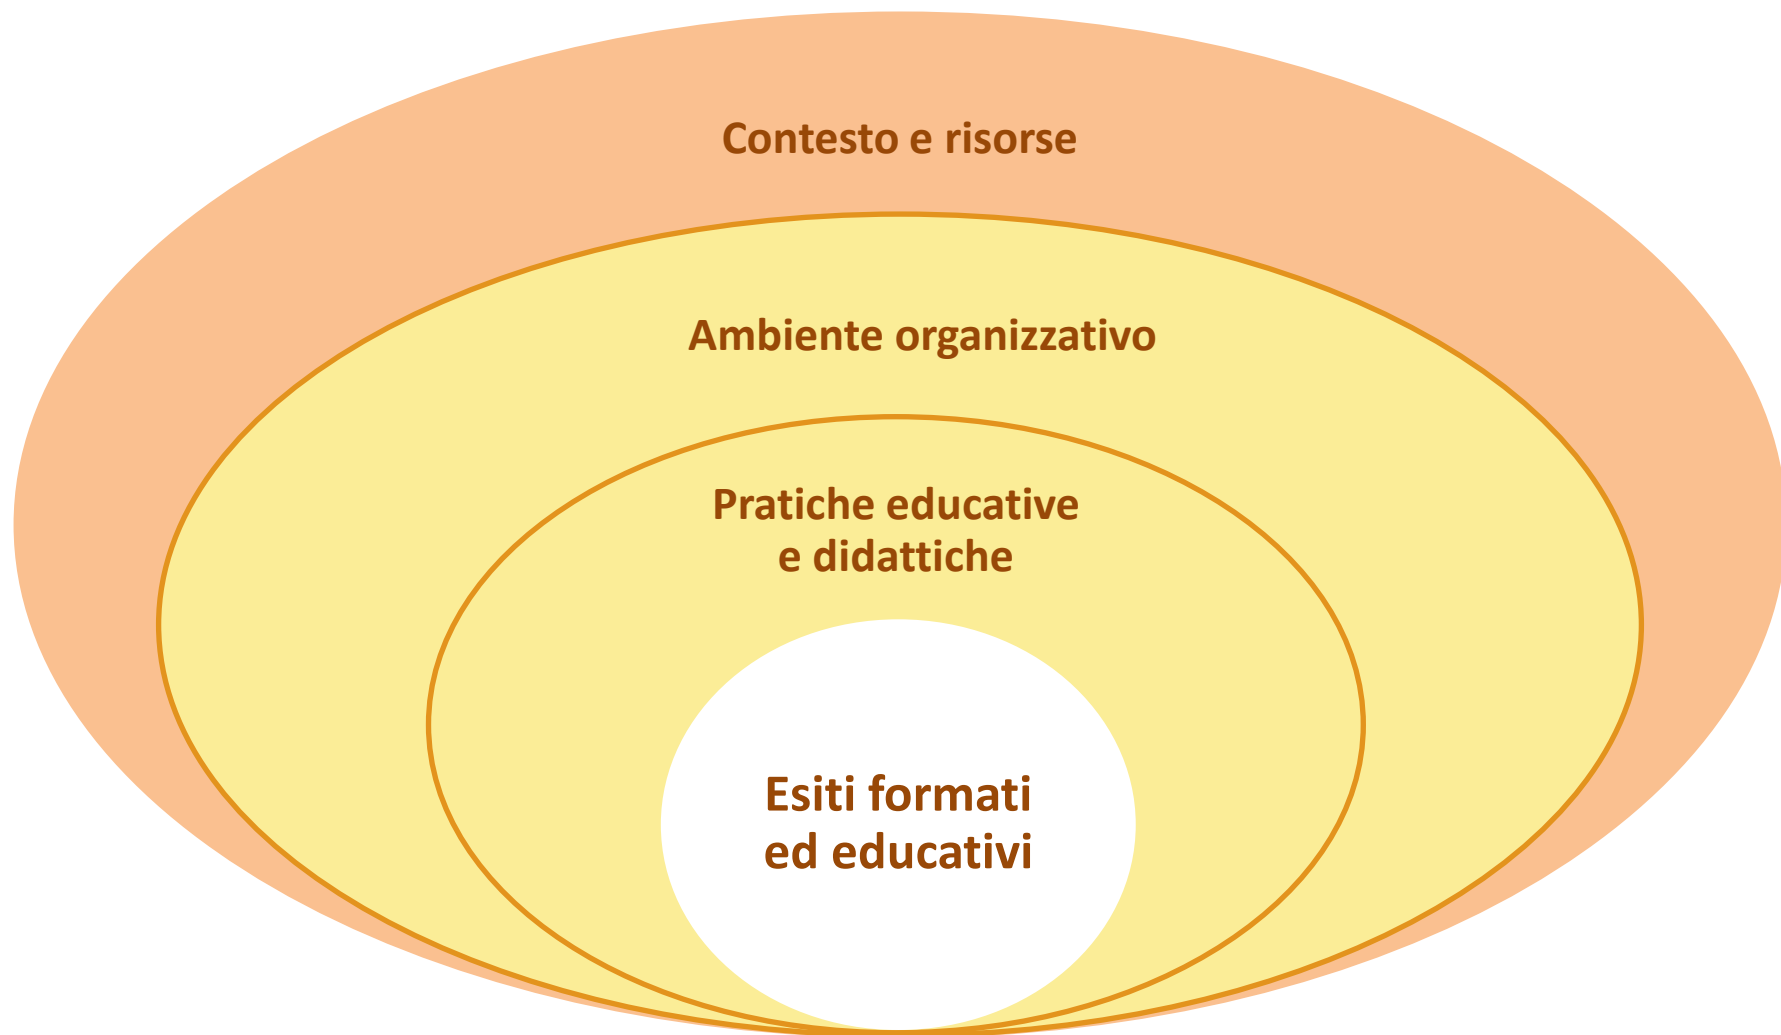 Contesto e risorse
Ambiente organizzativo
Pratiche educative
e didattiche
Esiti formati
ed educativi